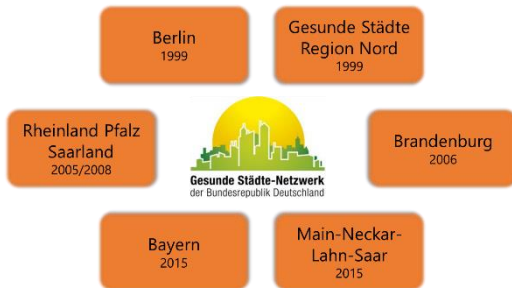 Berlin
1999
Gesunde Städte
Region Nord
1999
Rheinland Pfalz
Saarland
2005/2008
Gesunde Städte-Netzwerk
der Bundesrepublik Deutschland
Brandenburg
2006
Bayern
2015
Main-Neckar-
Lahn-Saar
2015